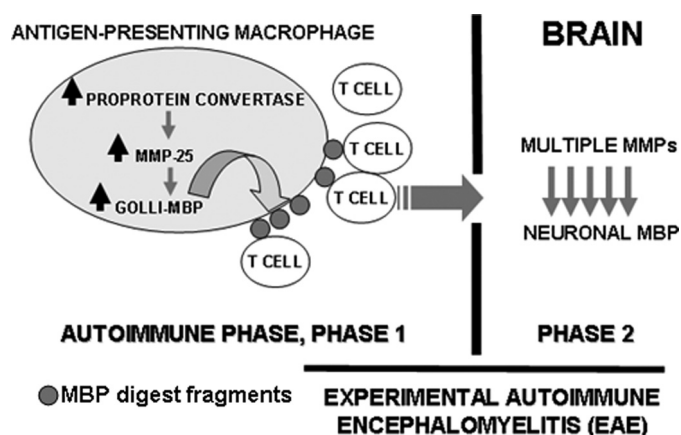 ANTIGEN-PRESENTING MACROPHAGE
PROPROTEIN CONVERTASE
MMP-25
GOLLI-MBP
T CELL
T CELL
T CELL
T CELL
BRAIN
MULTIPLE MMPs
NEURONAL MBP
AUTOIMMUNE PHASE, PHASE 1
PHASE 2
MBP digest fragments
EXPERIMENTAL AUTOIMMUNE
ENCEPHALOMYELITIS (EAE)